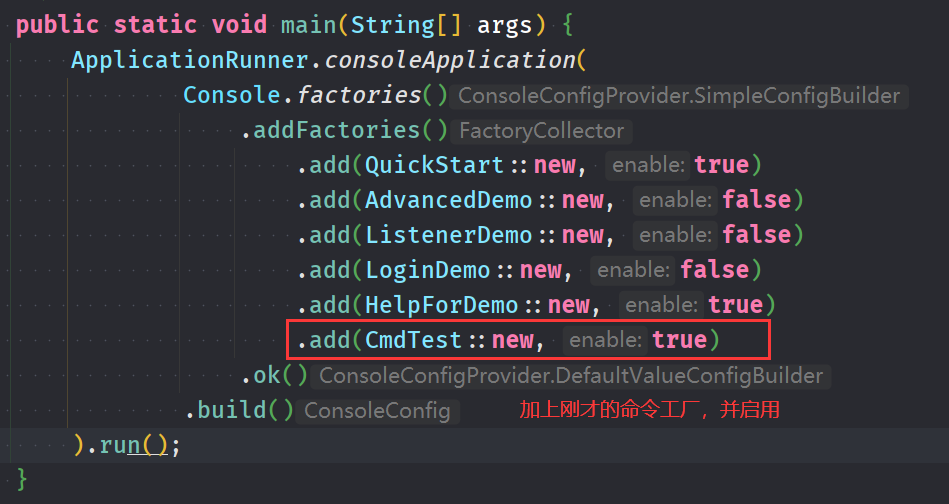 public static void main(String[] args) {
ApplicationRunner.consoleApplication(
Console.factories() ConsoleConfigProvider.SimpleConfigBuilder
.addFactories() FactoryCollector
.add(QuickStart::new, enable: true)
.add(AdvancedDemo::new, enable: false)
.add(ListenerDemo::new, enable: false)
.add(LoginDemo::new, enable: false)
.add(HelpForDemo::new, enable: true)
.add(CmdTest::new, enable: true)
.ok() ConsoleConfigProvider.DefaultValueConfigBuilder
.build() ConsoleConfig 加上刚才的命令工厂，并启用
).run();
}